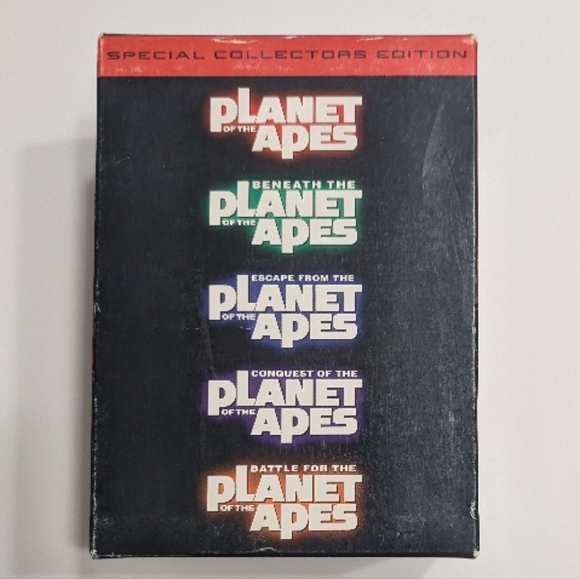 SPECIAL COLLECTORS EDITION
PLANET
OF THE APES
BENEATH THE
PLANET
OF THE APES
ESCAPE FROM THE
PLANET
OF THE APES
CONQUEST OF THE
PLANET
OF THE APES
BATTLE FOR THE
PLANET
OF THE APES